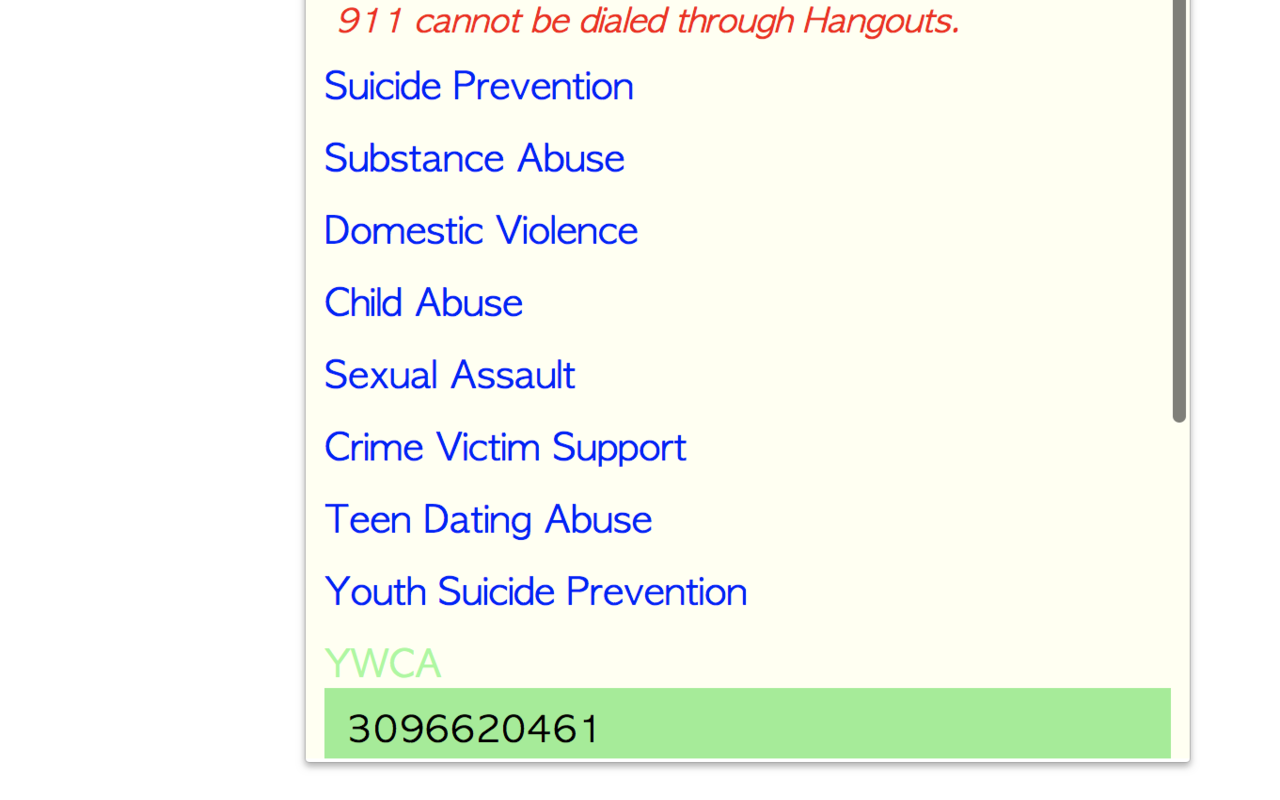 911 cannot be dialed through Hangouts.
Suicide Prevention
Substance Abuse
Domestic Violence
Child Abuse
Sexual Assault
Crime Victim Support
Teen Dating Abuse
Youth Suicide Prevention
YWCA
3096620461